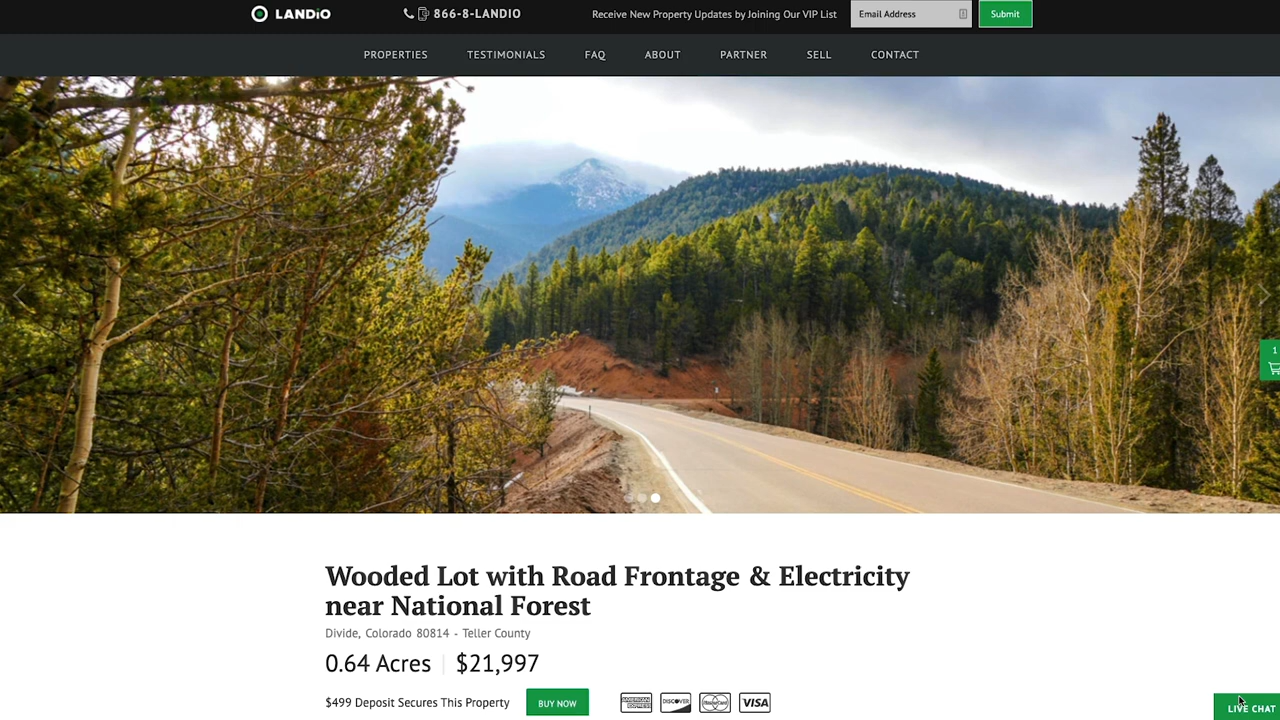 LANDiO
866-8-LANDIO
Receive New Property Updates by Joining Our VIP List
Email Address
Submit
PROPERTIES
TESTIMONIALS
FAQ
ABOUT
PARTNER
SELL
CONTACT
1
Wooded Lot with Road Frontage & Electricity
near National Forest
Divide, Colorado 80814 - Teller County
0.64 Acres | $21,997
$499 Deposit Secures This Property
BUY NOW
AMERICAN EXPRESS
DISCOVER
MasterCard
VISA
LIVE CHAT